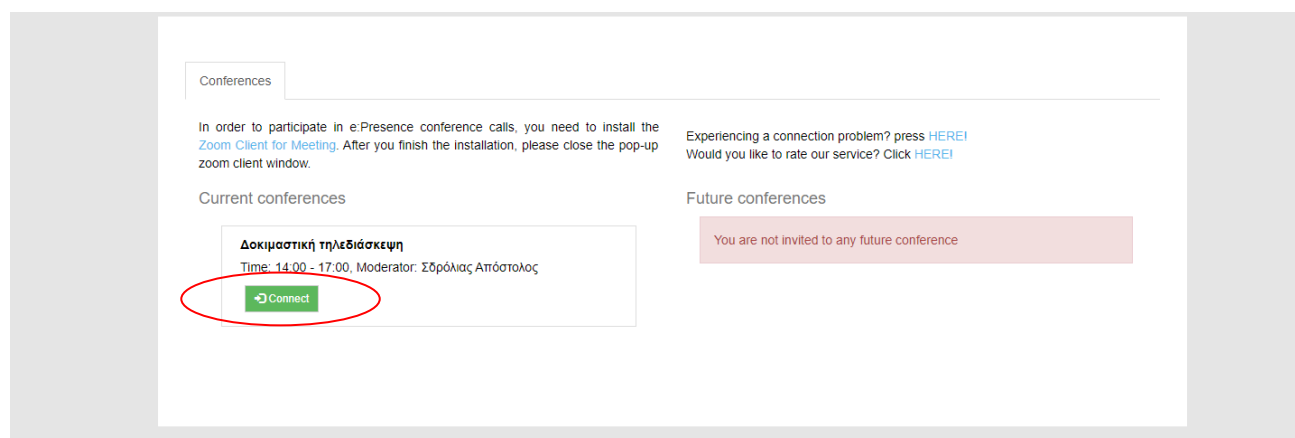 Conferences
In order to participate in e:Presence conference calls, you need to install the
Zoom Client for Meeting. After you finish the installation, please close the pop-up
zoom client window.
Experiencing a connection problem? press HERE!
Would you like to rate our service? Click HERE!
Current conferences
Δοκιμαστική τηλεδιάσκεψη
Time: 14:00 - 17:00, Moderator: Σδρόλιας Απόστολος
Connect
Future conferences
You are not invited to any future conference